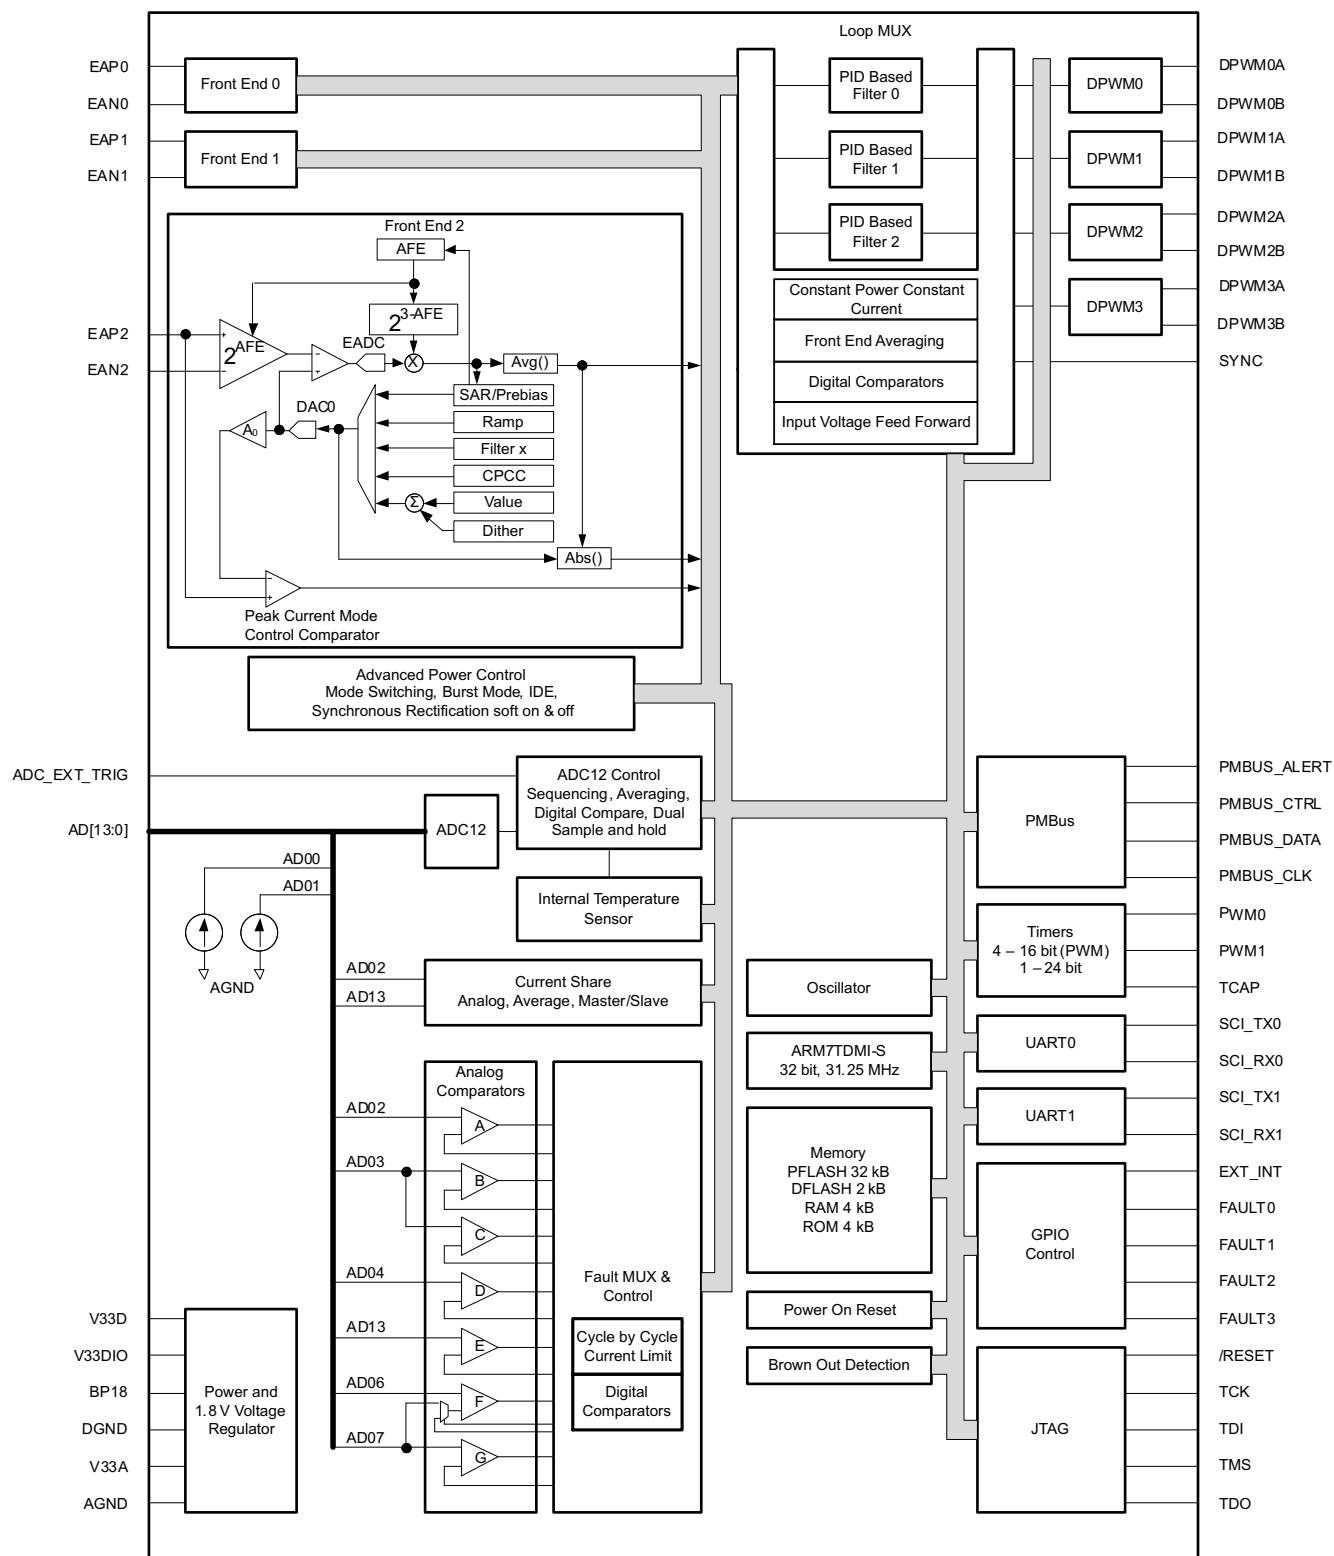 Loop MUX
EAP0
EAN0
EAP1
EAN1
Front End 0
Front End 1
PID Based
Filter 0
PID Based
Filter 1
PID Based
Filter 2
DPWM0
DPWM1
DPWM2
DPWM3
DPWM0A
DPWM0B
DPWM1A
DPWM1B
DPWM2A
DPWM2B
DPWM3A
DPWM3B
SYNC
Constant Power Constant
Current
Front End Averaging
Digital Comparators
Input Voltage Feed Forward
Front End 2
AFE
2 3-AFE
EAP2
EAN2
+
2 AFE
−
−
+
EADC
X
Avg()
DAC0
A0
SAR/Prebias
Ramp
Filter x
CPCC
Σ
Value
Dither
Abs()
−
+
Peak Current Mode
Control Comparator
Advanced Power Control
Mode Switching, Burst Mode, IDE,
Synchronous Rectification soft on & off
ADC_EXT_TRIG
AD[13:0]
ADC12
ADC12 Control
Sequencing, Averaging,
Digital Compare, Dual
Sample and hold
AD00
AD01
AGND
Internal Temperature
Sensor
AD02
AD13
Current Share
Analog, Average, Master/Slave
Analog
Comparators
AD02
A
AD03
B
C
AD04
D
AD13
E
AD06
F
AD07
G
Fault MUX &
Control
Cycle by Cycle
Current Limit
Digital
Comparators
V33D
V33DIO
BP18
DGND
V33A
AGND
Power and
1.8 V Voltage
Regulator
Oscillator
ARM7TDMI-S
32 bit, 31.25 MHz
Memory
PFLASH 32 kB
DFLASH 2 kB
RAM 4 kB
ROM 4 kB
Power On Reset
Brown Out Detection
PMBus
PMBUS_ALERT
PMBUS_CTRL
PMBUS_DATA
PMBUS_CLK
Timers
4 – 16 bit (PWM)
1 – 24 bit
PWM0
PWM1
TCAP
UART0
SCI_TX0
SCI_RX0
UART1
SCI_TX1
SCI_RX1
GPIO
Control
EXT_INT
FAULT0
FAULT1
FAULT2
FAULT3
JTAG
/RESET
TCK
TDI
TMS
TDO